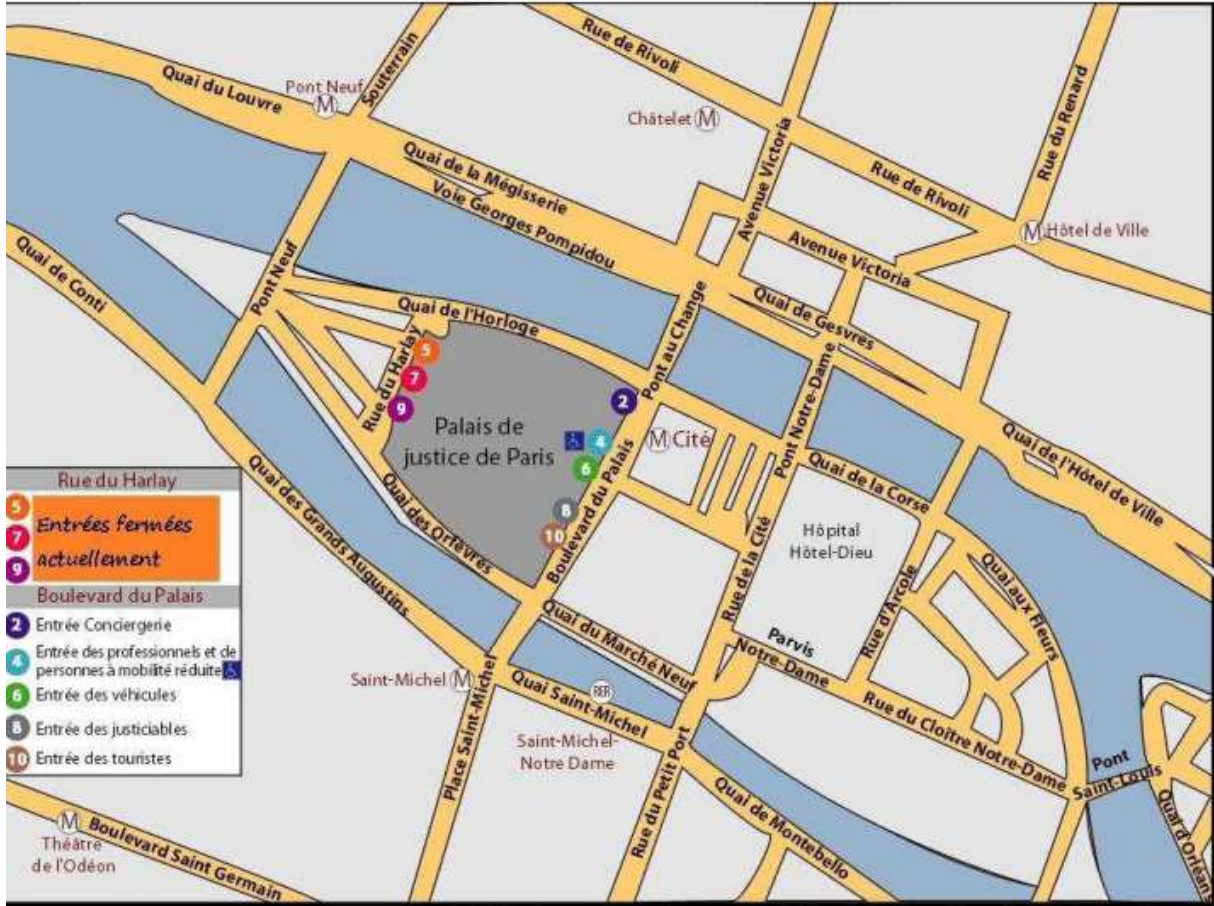 Rue de Rivoli
Souterrain
Quai du Louvre
Pont Neuf
M
Châtelet M
Rue du Renard
Avenue Victoria
Quai de la Mégisserie
Voie Georges Pompidou
Rue de Rivoli
M Hôtel de Ville
Avenue Victoria
Quai de Conti
Pont Neuf
Quai de l'Horloge
Pont au Change
Quai de Gesvres
Rue du Harlay
5
7
9
2
Palais de
justice de Paris
4
6
8
10
M Cité
Boulevard du Palais
Pont Notre-Dame
Quai de la Corse
Quai de l'Hôtel de Ville
Quai des Orfèvres
Quai des Grands Augustins
Rue de la Cité
Hôpital
Hôtel-Dieu
Rue d'Arcole
Quai aux Fleurs
Quai du Marché Neuf
Parvis
Notre-Dame
Rue du Cloître Notre-Dame
Pont
Saint-Louis
Quai d'Orléans
Saint-Michel M
Quai Saint-Michel
RER
Saint-Michel-
Notre Dame
Place Saint-Michel
Rue du Petit Port
Quai de Montebello
M
Théâtre
de l'Odéon
Boulevard Saint Germain
Rue du Harlay
5
7
9
Entrées fermées
actuellement
Boulevard du Palais
2 Entrée Conciergerie
4 Entrée des professionnels et de
personnes à mobilité réduite
6 Entrée des véhicules
8 Entrée des justiciables
10 Entrée des touristes